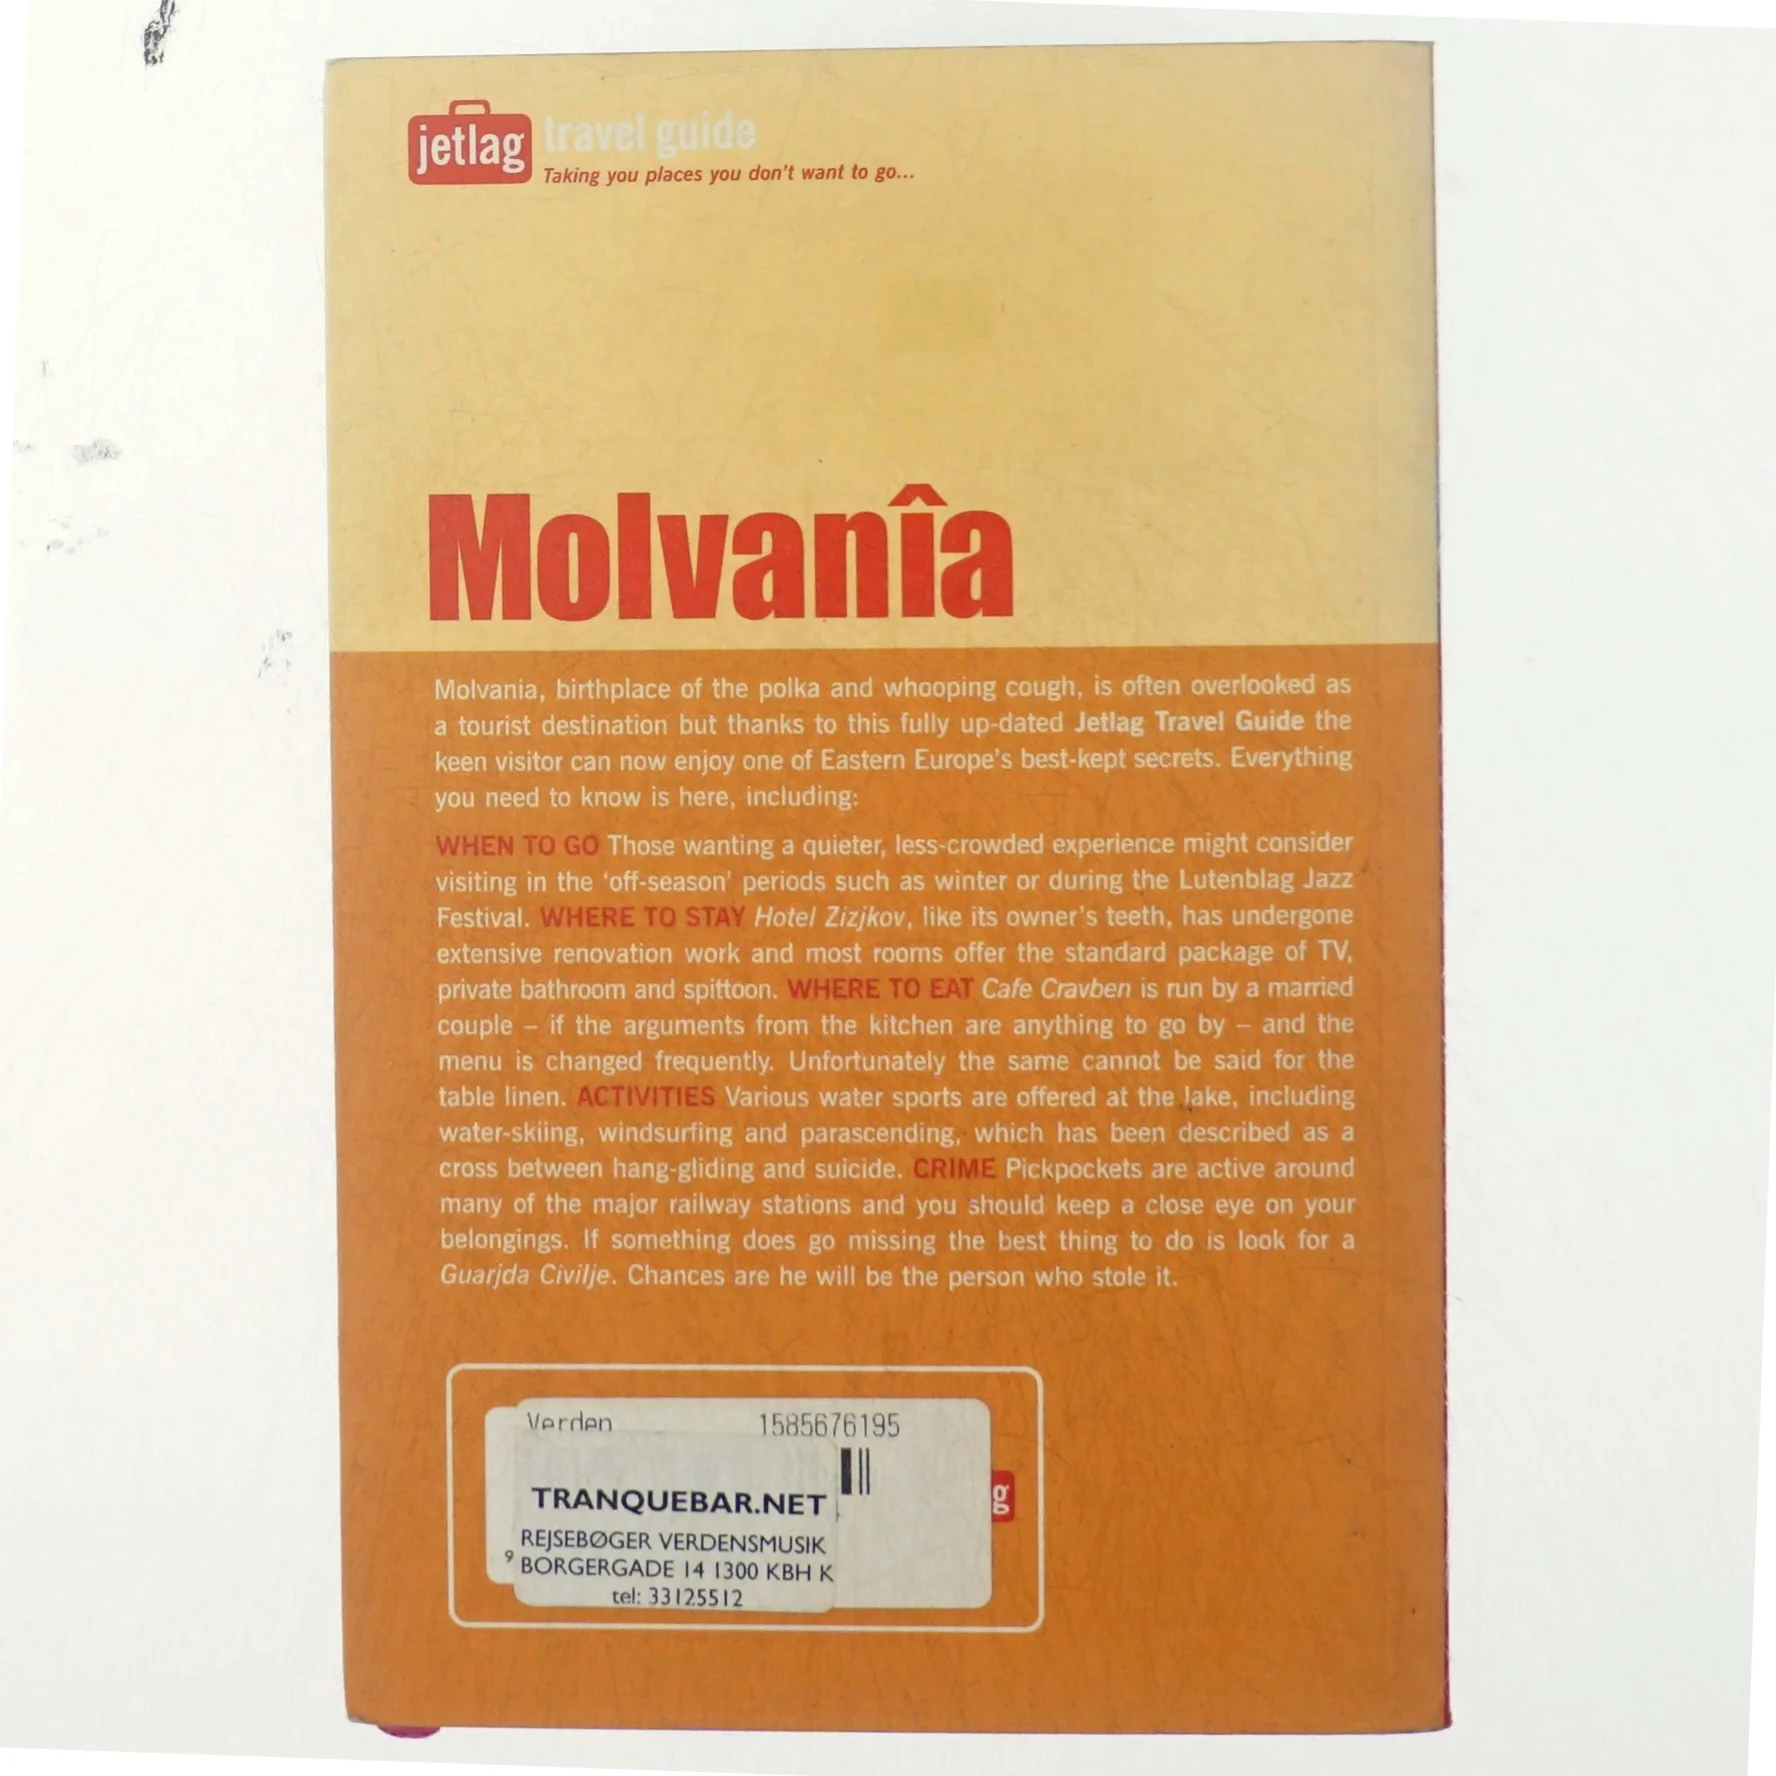 jetlag travel guide
Taking you places you don't want to go...
Molvanîa
Molvania, birthplace of the polka and whooping cough, is often overlooked as
a tourist destination but thanks to this fully up-dated Jetlag Travel Guide the
keen visitor can now enjoy one of Eastern Europe's best-kept secrets. Everything
you need to know is here, including:
WHEN TO GO Those wanting a quieter, less-crowded experience might consider
visiting in the 'off-season' periods such as winter or during the Lutenblag Jazz
Festival. WHERE TO STAY Hotel Zizjkov, like its owner's teeth, has undergone
extensive renovation work and most rooms offer the standard package of TV,
private bathroom and spittoon. WHERE TO EAT Cafe Cravben is run by a married
couple – if the arguments from the kitchen are anything to go by – and the
menu is changed frequently. Unfortunately the same cannot be said for the
table linen. ACTIVITIES Various water sports are offered at the lake, including
water-skiing, windsurfing and parascending, which has been described as a
cross between hang-gliding and suicide. CRIME Pickpockets are active around
many of the major railway stations and you should keep a close eye on your
belongings. If something does go missing the best thing to do is look for a
Guarjda Civilje. Chances are he will be the person who stole it.
Verden 1585676195
g
TRANQUEBAR.NET
REJSEBØGER VERDENSMUSIK
9 BORGERGADE 14 1300 KBH K
tel: 33125512